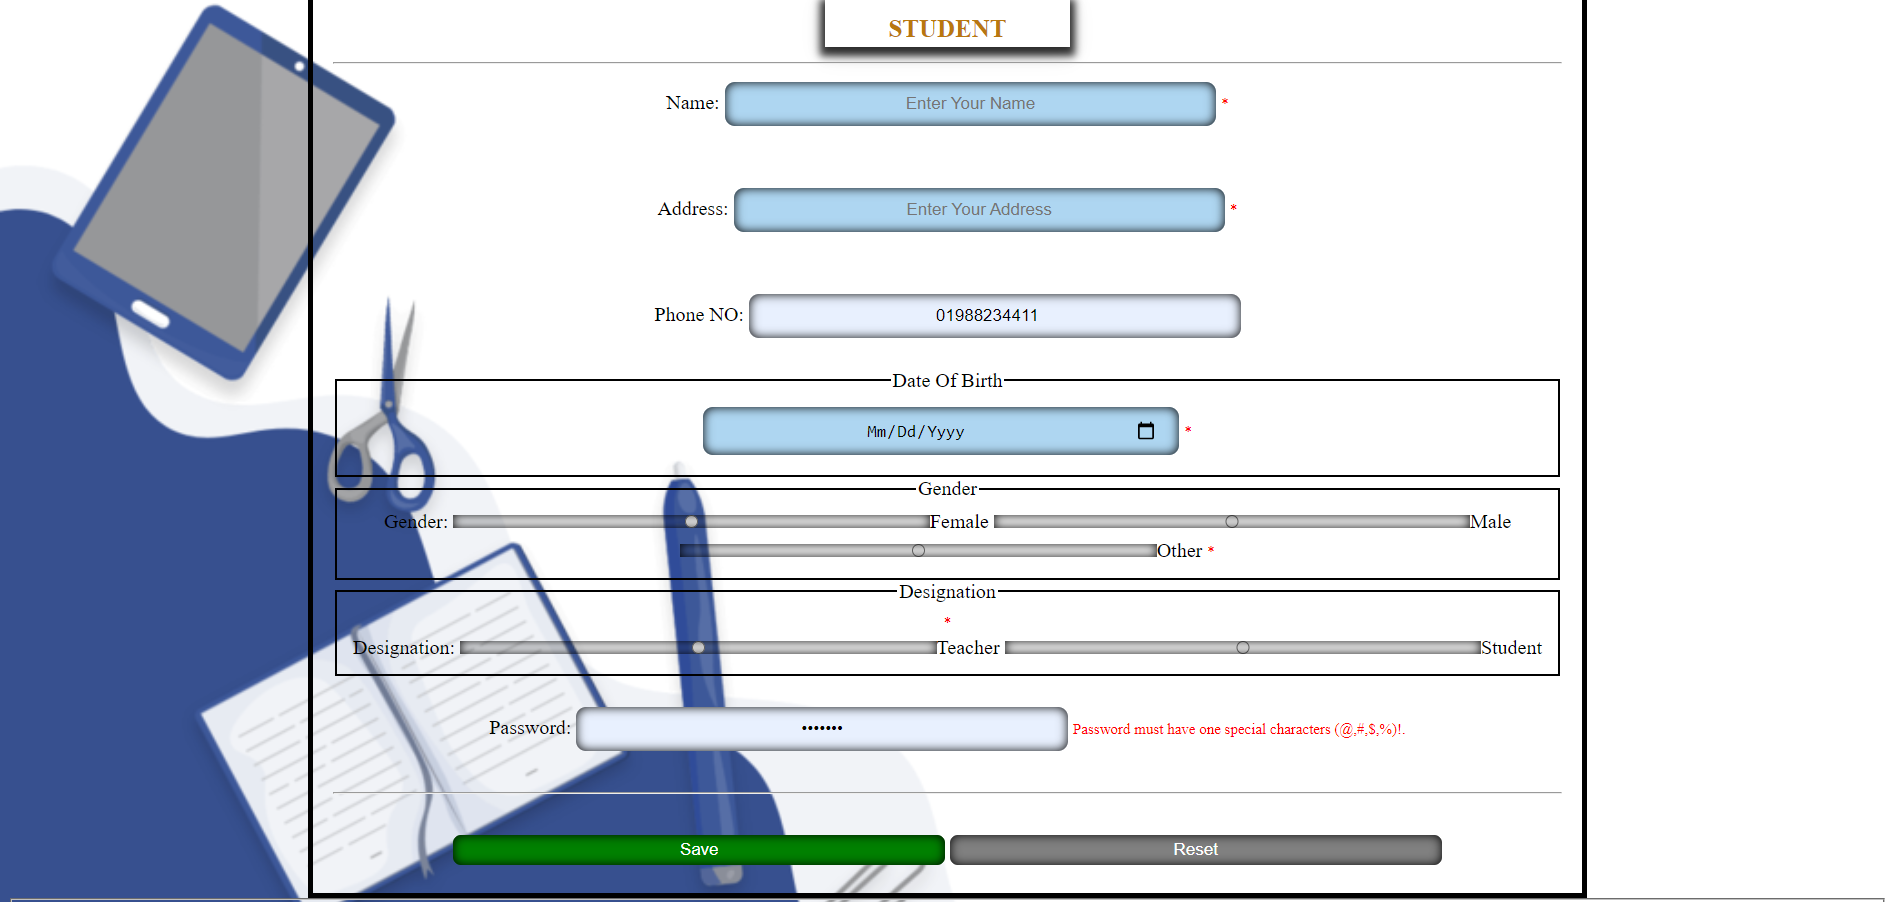 STUDENT
Name: Enter Your Name *
Address: Enter Your Address *
Phone NO: 01988234411
Date Of Birth
Mm/Dd/Yyyy *
Gender
Gender: Female Male
Other *
Designation
*
Designation: Teacher Student
Password: ••••••• Password must have one special characters (@,#,$,%)!.
Save Reset